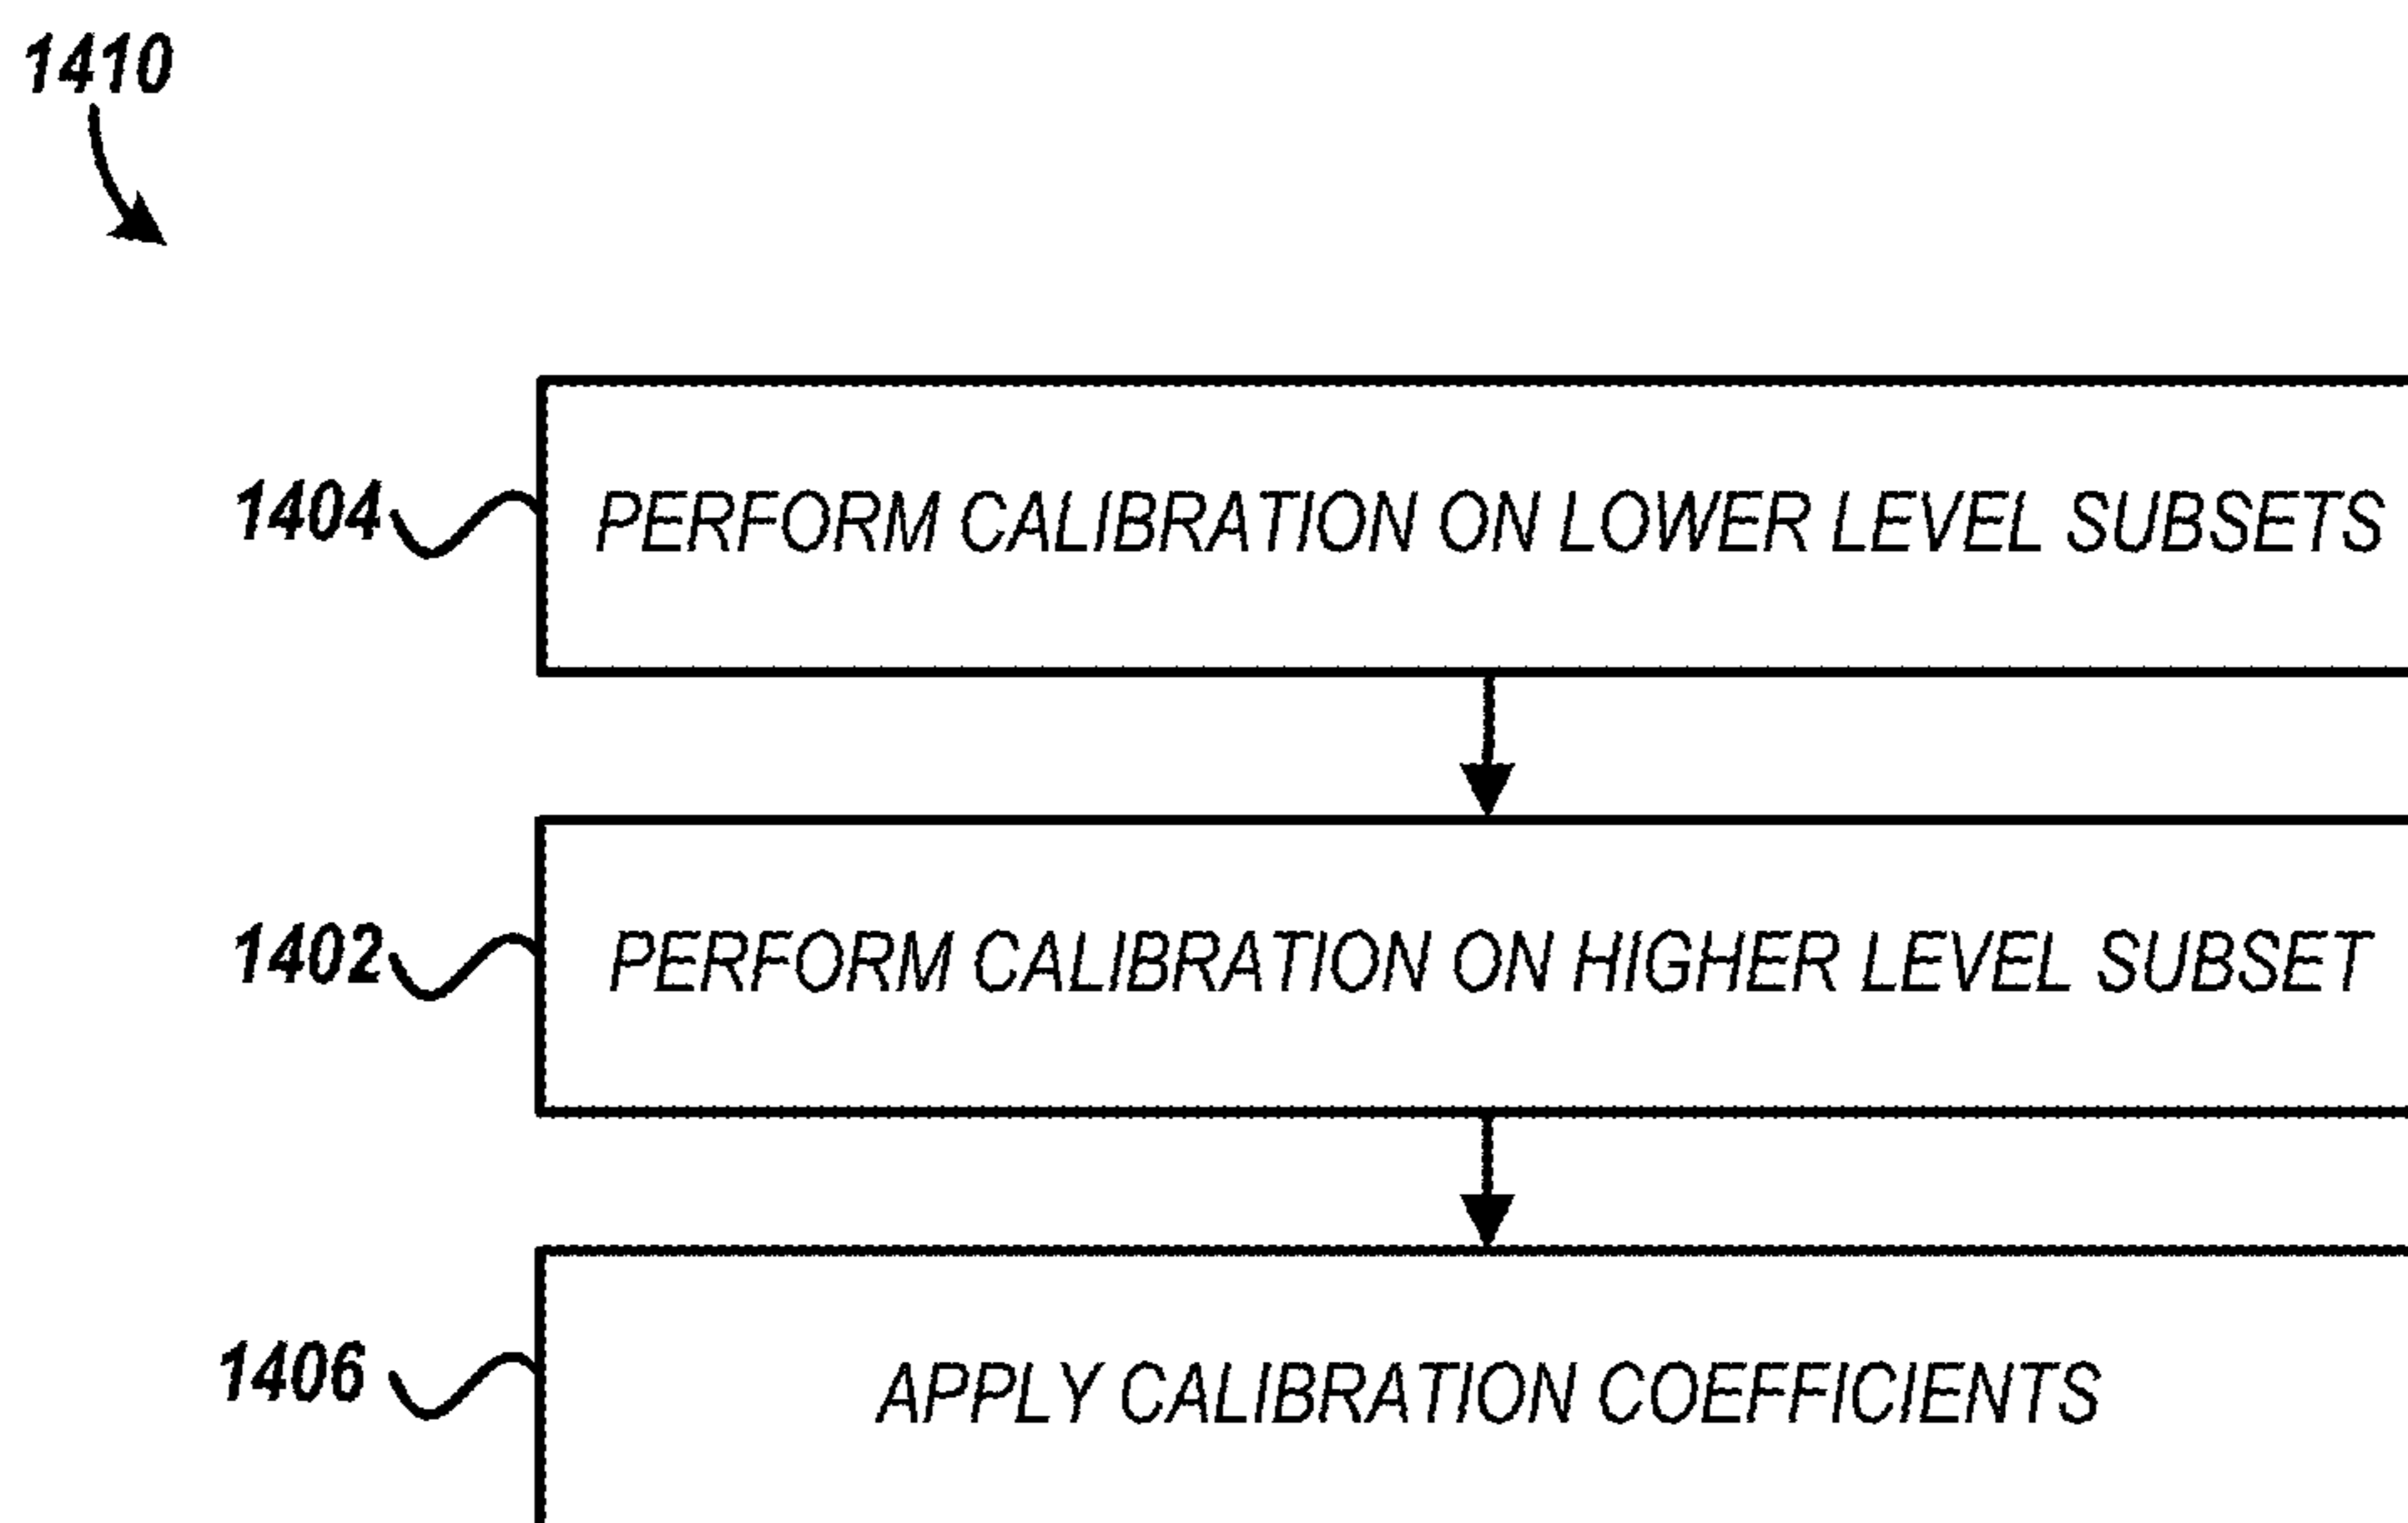 1410
1404 PERFORM CALIBRATION ON LOWER LEVEL SUBSETS
1402 PERFORM CALIBRATION ON HIGHER LEVEL SUBSET
1406 APPLY CALIBRATION COEFFICIENTS